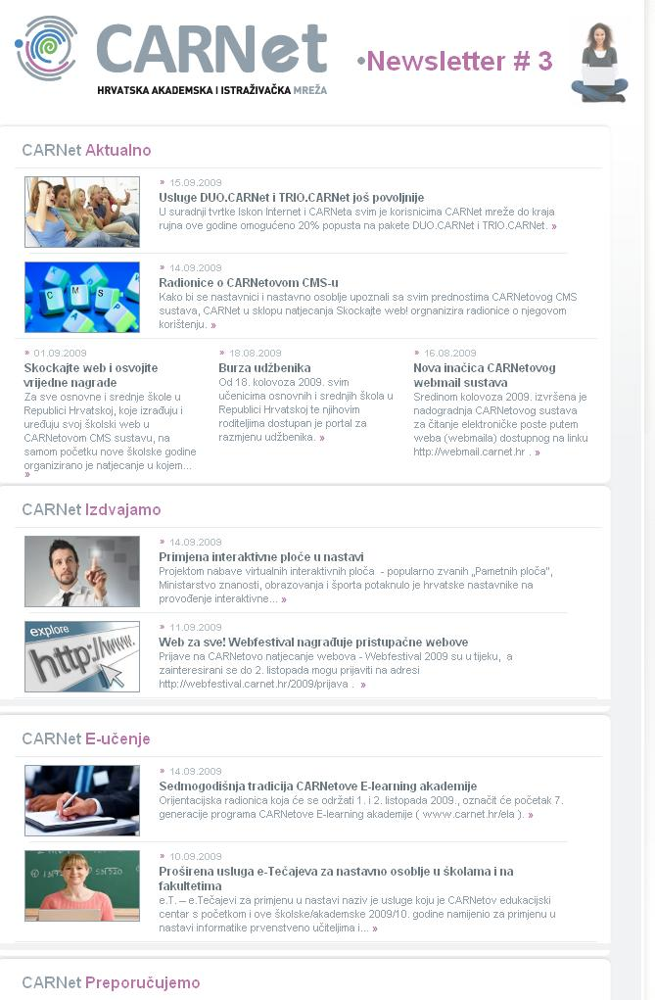 CARNet
HRVATSKA AKADEMSKA I ISTRAŽIVAČKA MREŽA
•Newsletter # 3
CARNet Aktualno
» 15.09.2009
Usluge DUO.CARNet i TRIO.CARNet još povoljnije
U suradnji tvrtke Iskon Internet i CARNeta svim je korisnicima CARNet mreže do kraja
rujna ove godine omogućeno 20% popusta na pakete DUO.CARNet i TRIO.CARNet. »
C M S
» 14.09.2009
Radionice o CARNetovom CMS-u
Kako bi se nastavnici i nastavno osoblje upoznali sa svim prednostima CARNetovog CMS
sustava, CARNet u sklopu natjecanja Skockajte web! orgnanizira radionice o njegovom
korištenju. »
» 01.09.2009
Skockajte web i osvojite
vrijedne nagrade
Za sve osnovne i srednje škole u
Republici Hrvatskoj, koje izrađuju i
uređuju svoj školski web u
CARNetovom CMS sustavu, na
samom početku nove školske godine
organizirano je natjecanje u kojem...
»
» 18.08.2009
Burza udžbenika
Od 18. kolovoza 2009. svim
učenicima osnovnih i srednjih škola u
Republici Hrvatskoj te njihovim
roditeljima dostupan je portal za
razmjenu udžbenika. »
» 16.08.2009
Nova inačica CARNetovog
webmail sustava
Sredinom kolovoza 2009. izvršena je
nadogradnja CARNetovog sustava
za čitanje elektroničke poste putem
weba (webmaila) dostupnog na linku
http://webmail.carnet.hr . »
CARNet Izdvajamo
» 14.09.2009
Primjena interaktivne ploče u nastavi
Projektom nabave virtualnih interaktivnih ploča - popularno zvanih „Pametnih ploča",
Ministarstvo znanosti, obrazovanja i športa potaknulo je hrvatske nastavnike na
provođenje interaktivne... »
explore
http://www.
» 11.09.2009
Web za sve! Webfestival nagrađuje pristupačne webove
Prijave na CARNetovo natjecanje webova - Webfestival 2009 su u tijeku, a
zainteresirani se do 2. listopada mogu prijaviti na adresi
http://webfestival.carnet.hr/2009/prijava . »
CARNet E-učenje
» 14.09.2009
Sedmogodišnja tradicija CARNetove E-learning akademije
Orijentacijska radionica koja će se održati 1. i 2. listopada 2009., označit će početak 7.
generacije programa CARNetove E-learning akademije ( www.carnet.hr/ela ). »
» 10.09.2009
Proširena usluga e-Tečajeva za nastavno osoblje u školama i na
fakultetima
e.T. – e.Tečajevi za primjenu u nastavi naziv je usluge koju je CARNetov edukacijski
centar s početkom i ove školske/akademske 2009/10. godine namijenio za primjenu u
nastavi informatike prvenstveno učiteljima i... »
CARNet Preporučujemo